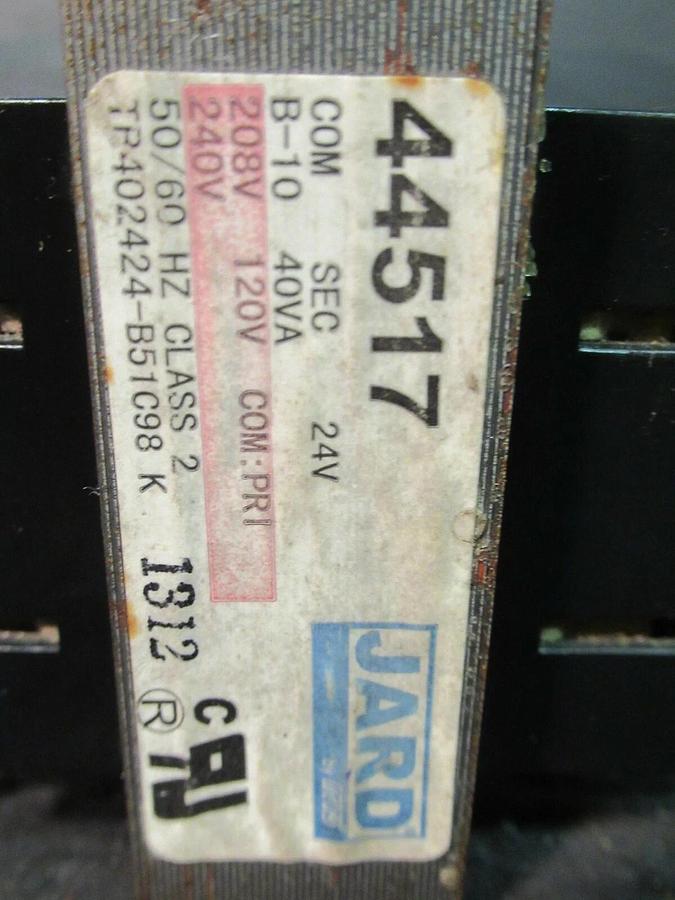 44517
COM SEC 24V
B-10 40VA
208V 120V COM:PRI
240V
50/60 HZ CLASS 2
TR402424-B51C98 K 1312
JARD
C UL
®